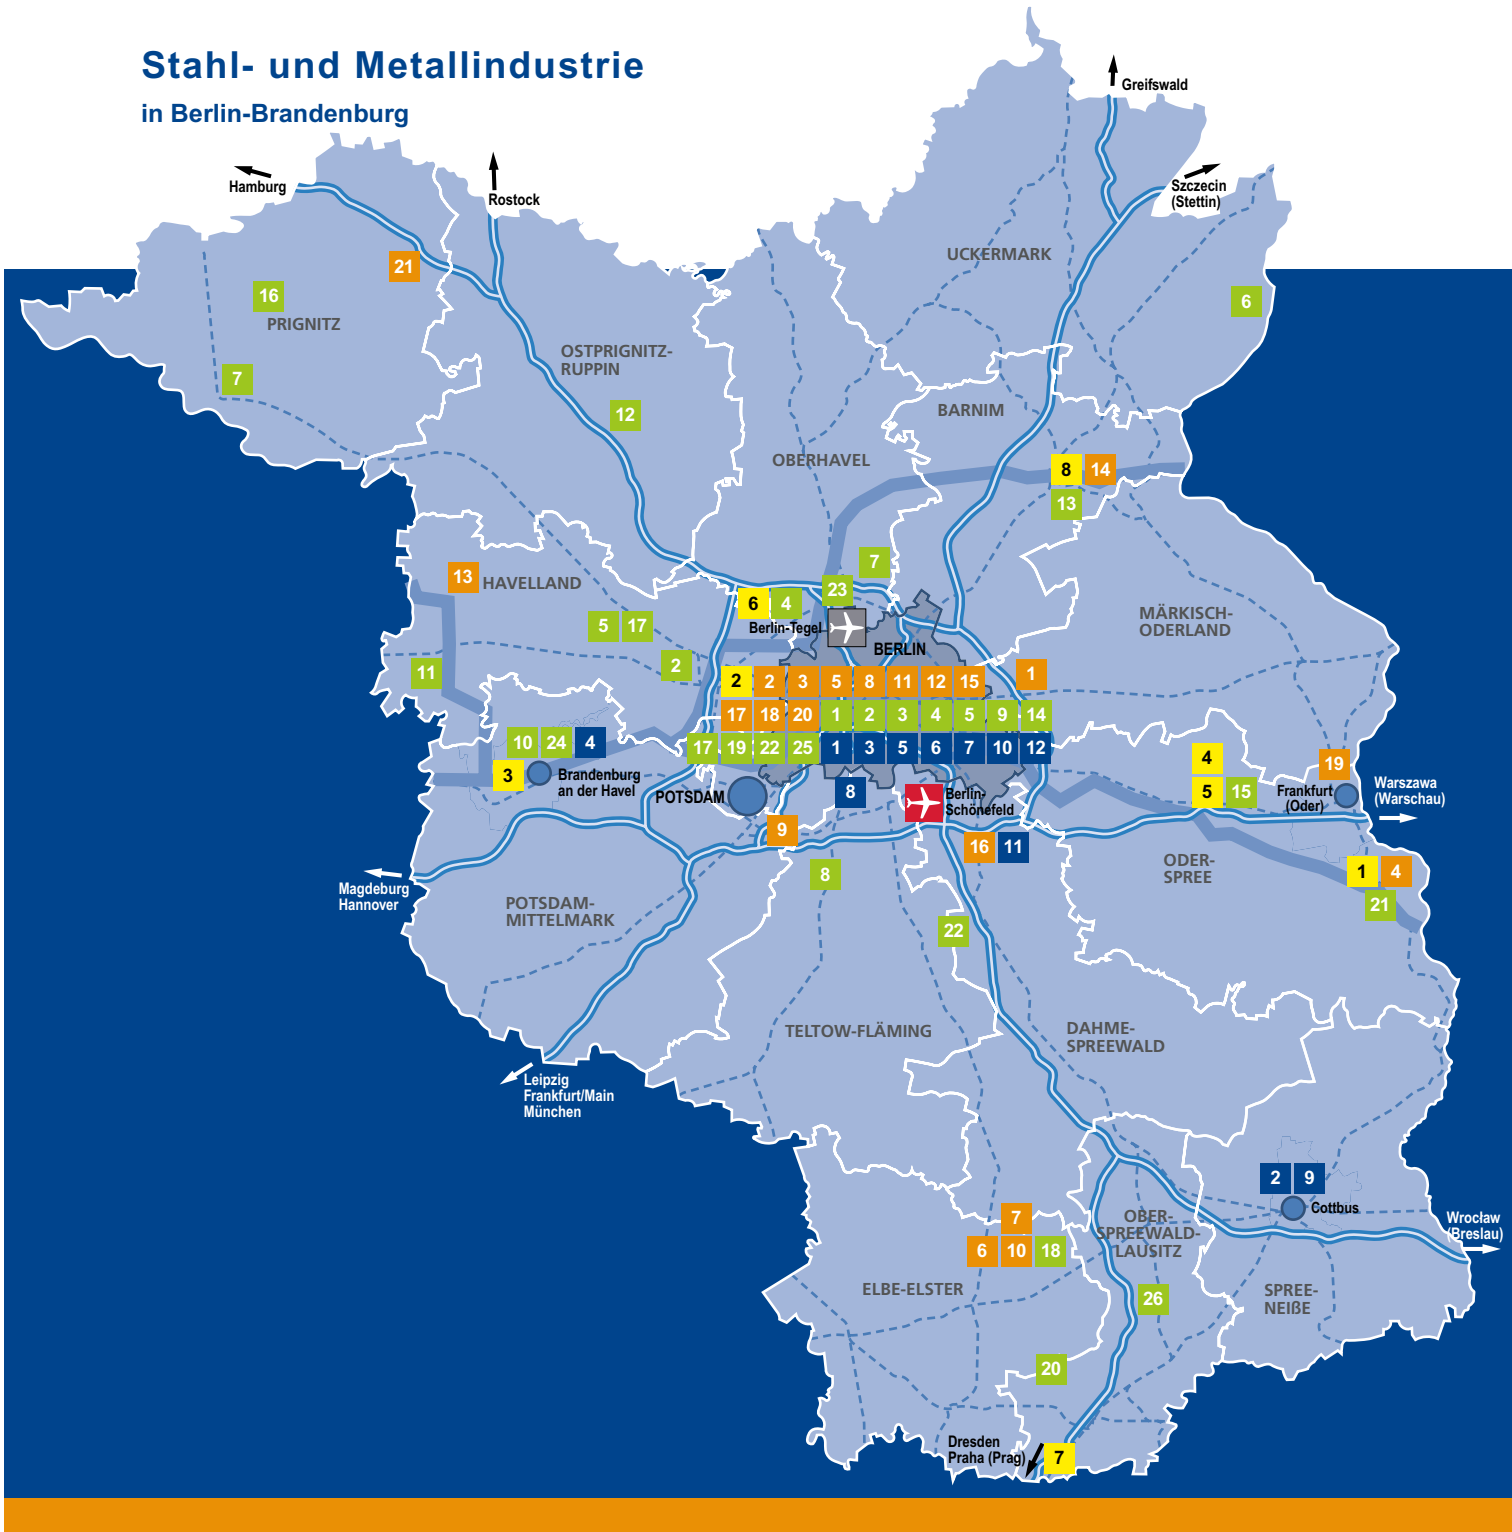 Stahl- und Metallindustrie
in Berlin-Brandenburg
Greifswald
Hamburg
Rostock
Szczecin
(Stettin)
UCKERMARK
21
16
PRIGNITZ
6
OSTPRIGNITZ-
RUPPIN
7
12
BARNIM
OBERHAVEL
8 14
13
7
13
HAVELLAND
23
6 4
Berlin-Tegel
MÄRKISCH-
ODERLAND
5 17
BERLIN
2
11
2 2 3 5 8 11 12 15
1
17 18 20 1 2 3 4 5 9 14
17 19 22 25 1 3 5 6 7 10 12
10 24 4
3
Brandenburg
an der Havel
4
5 15
19
Frankfurt
(Oder)
Warszawa
(Warschau)
POTSDAM
8
Berlin-
Schönefeld
9
16 11
ODER-
SPREE
1 4
21
8
Magdeburg
Hannover
POTSDAM-
MITTELMARK
22
TELTOW-FLÄMING
DAHME-
SPREEWALD
Leipzig
Frankfurt/Main
München
2 9
Cottbus
7
6 10 18
OBER-
SPREEWALD-
LAUSITZ
Wrocław
(Breslau)
ELBE-ELSTER
26
SPREE-
NEIßE
20
Dresden
Praha (Prag)
7